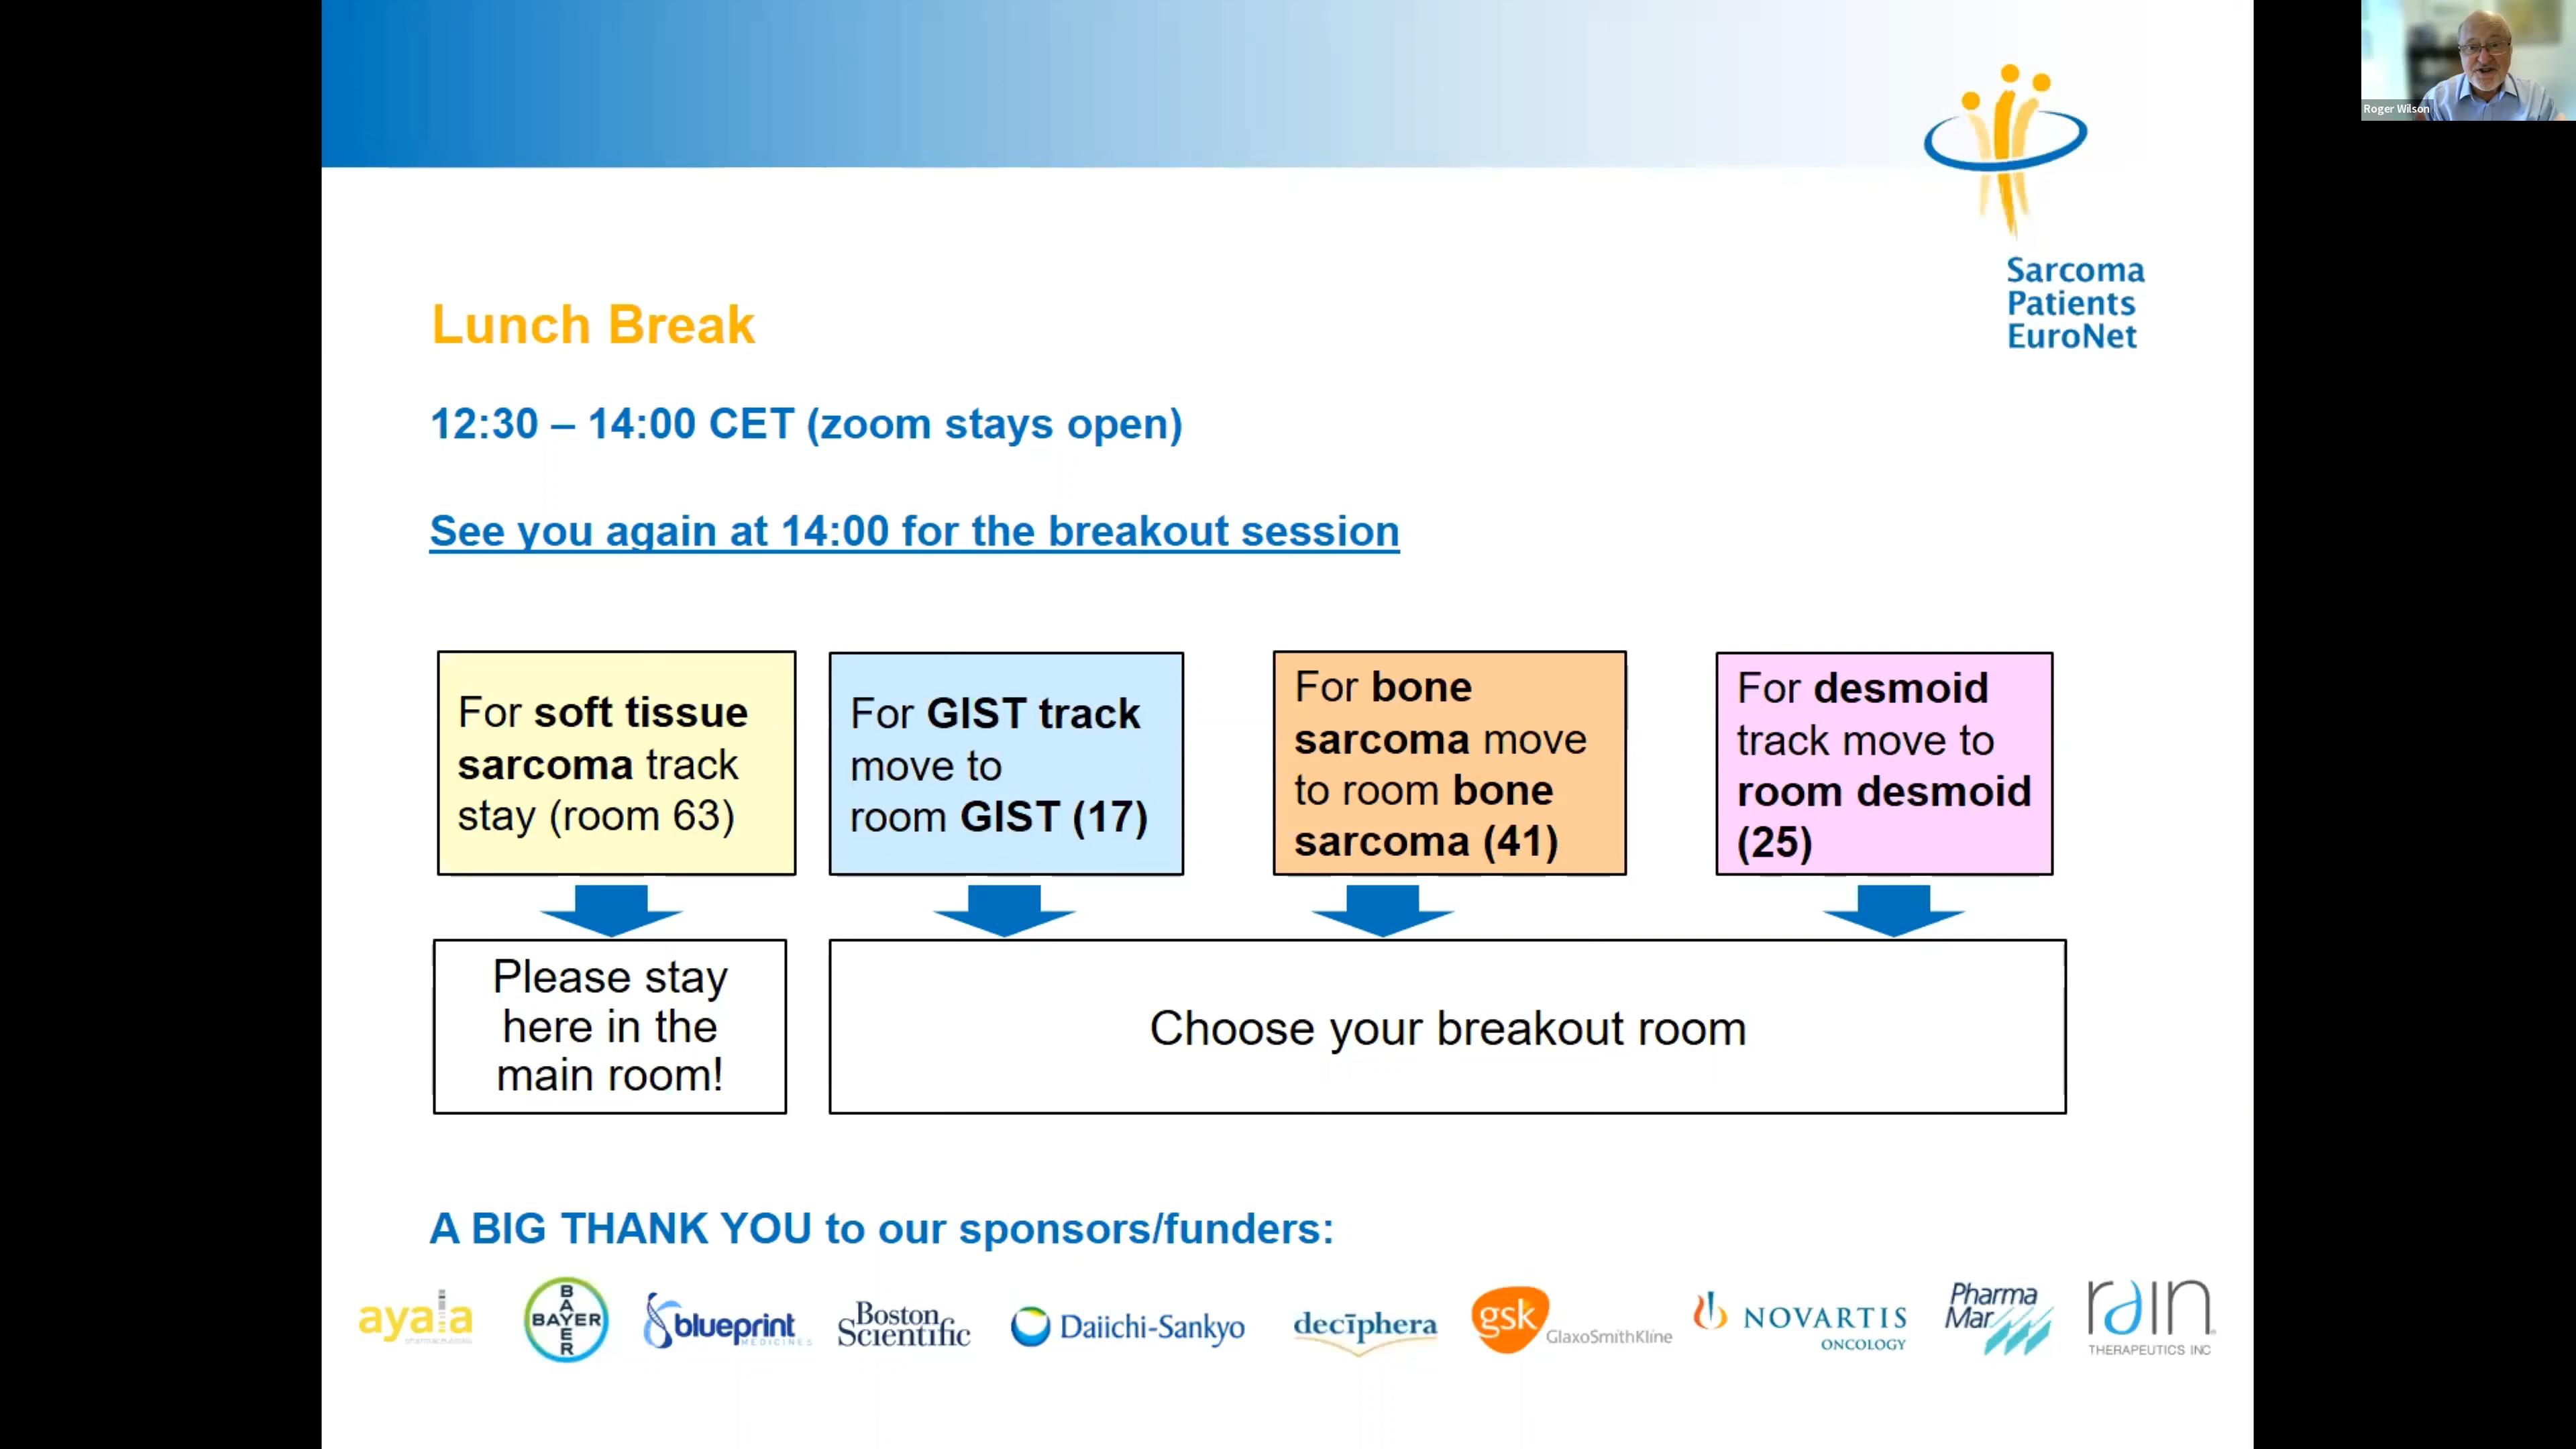 Roger Wilson
Sarcoma
Patients
EuroNet
Lunch Break
12:30 – 14:00 CET (zoom stays open)
See you again at 14:00 for the breakout session
For soft tissue
sarcoma track
stay (room 63)
For GIST track
move to
room GIST (17)
For bone
sarcoma move
to room bone
sarcoma (41)
For desmoid
track move to
room desmoid
(25)
Please stay
here in the
main room!
Choose your breakout room
A BIG THANK YOU to our sponsors/funders:
ayala
pharmaceuticals
BAYER
BAYER
blueprint
MEDICINES
Boston
Scientific
Daiichi-Sankyo
decīphera
gsk
GlaxoSmithKline
NOVARTIS
ONCOLOGY
Pharma
Mar
rain
THERAPEUTICS INC